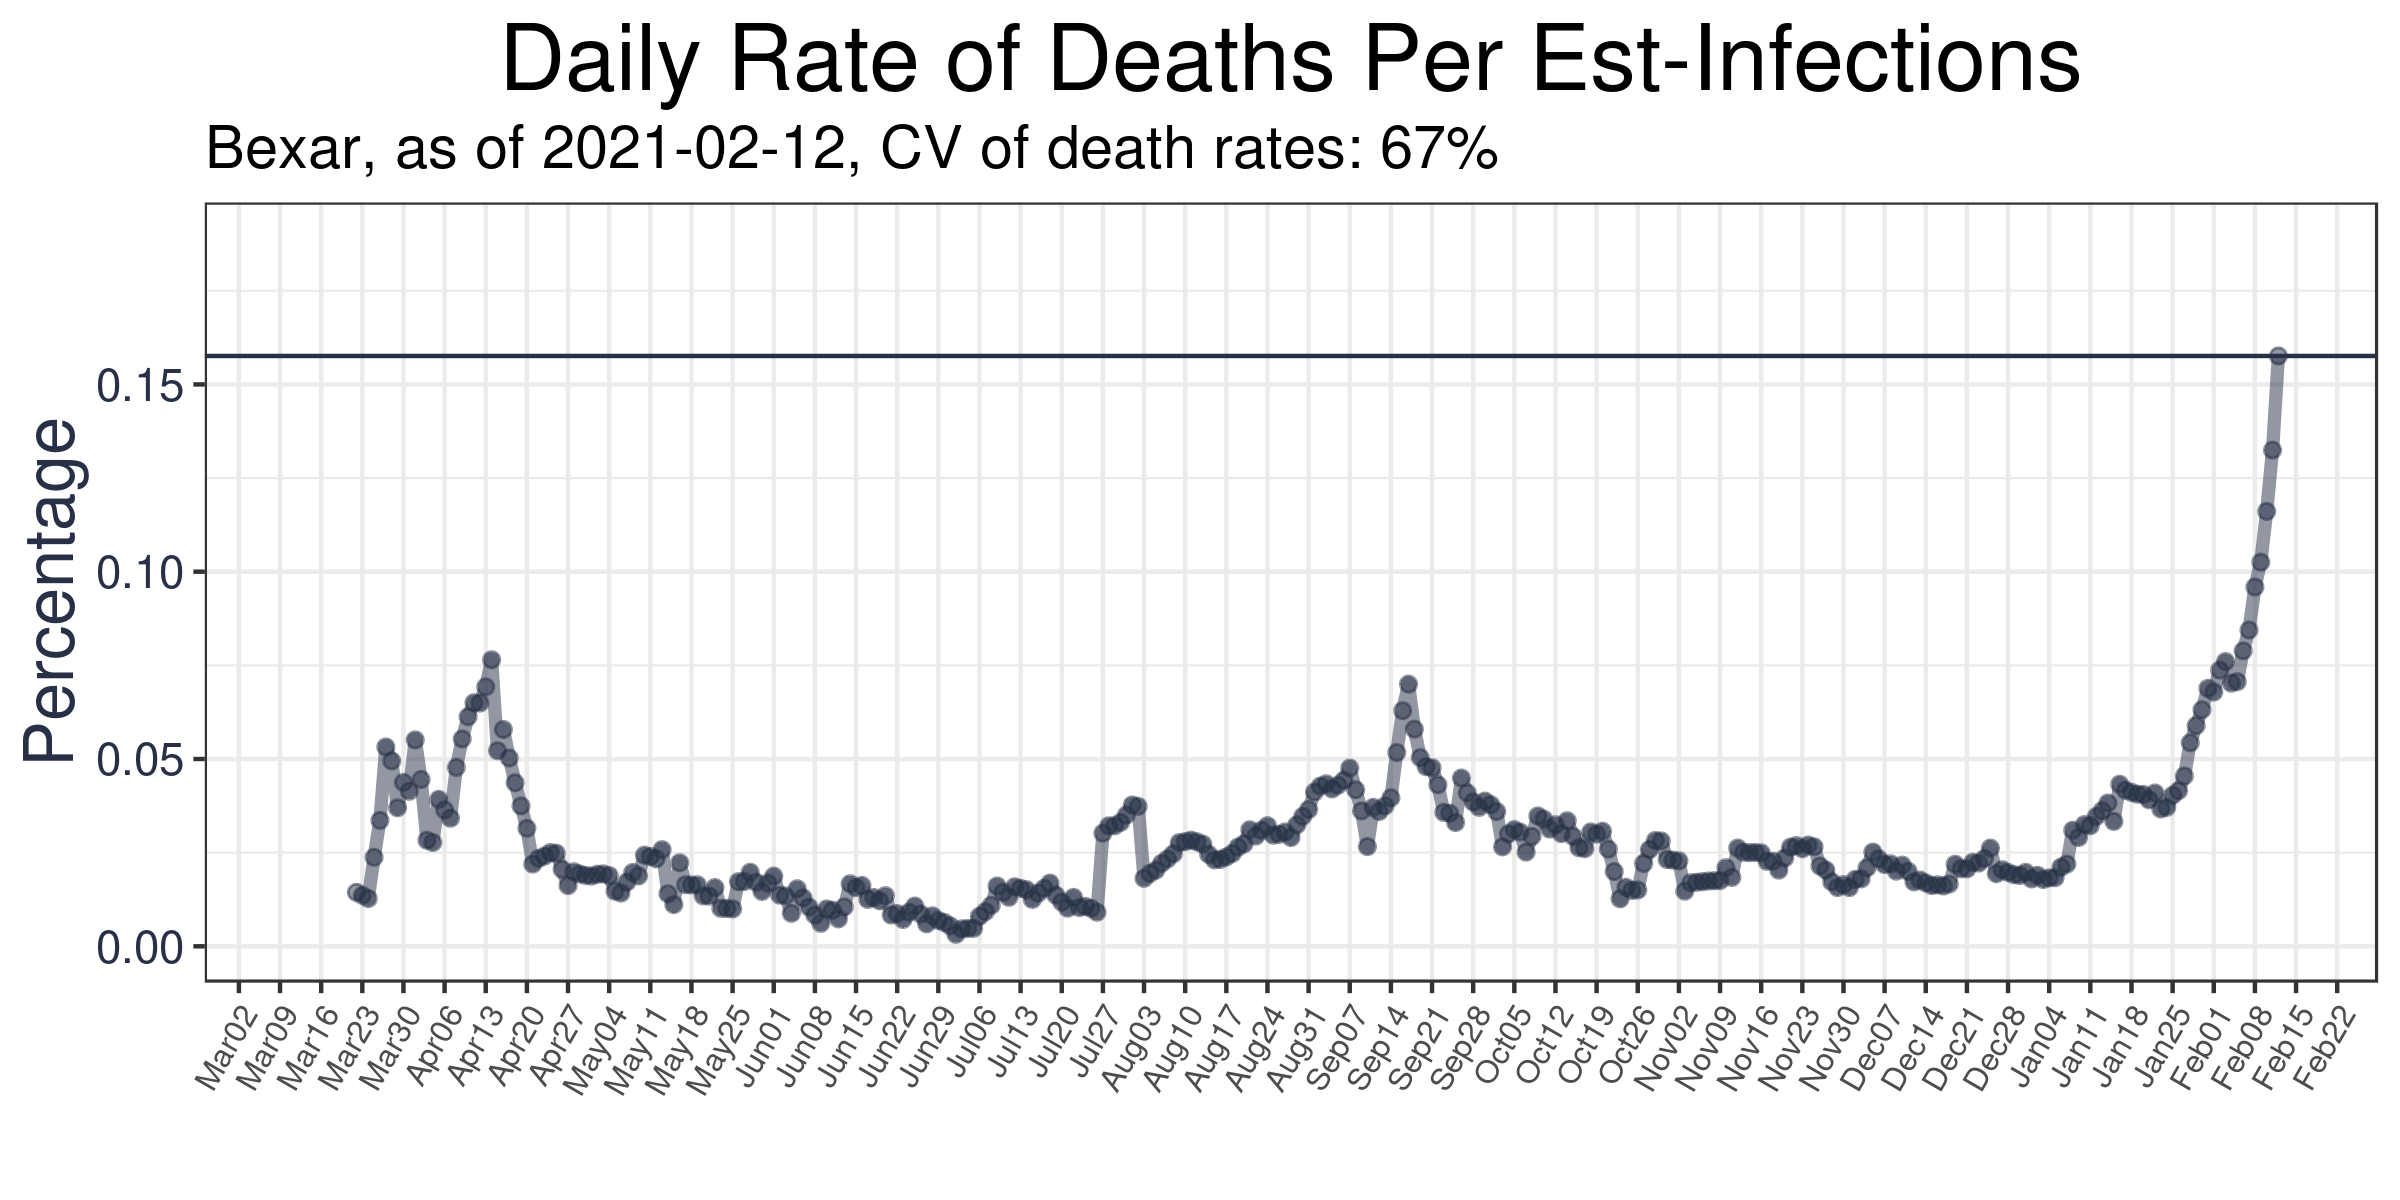 Daily Rate of Deaths Per Est-Infections
Bexar, as of 2021-02-12, CV of death rates: 67%
Percentage
0.15
0.10
0.05
0.00
Mar02
Mar09
Mar16
Mar23
Mar30
Apr06
Apr13
Apr20
Apr27
May04
May11
May18
May25
Jun01
Jun08
Jun15
Jun22
Jun29
Jul06
Jul13
Jul20
Jul27
Aug03
Aug10
Aug17
Aug24
Aug31
Sep07
Sep14
Sep21
Sep28
Oct05
Oct12
Oct19
Oct26
Nov02
Nov09
Nov16
Nov23
Nov30
Dec07
Dec14
Dec21
Dec28
Jan04
Jan11
Jan18
Jan25
Feb01
Feb08
Feb15
Feb22